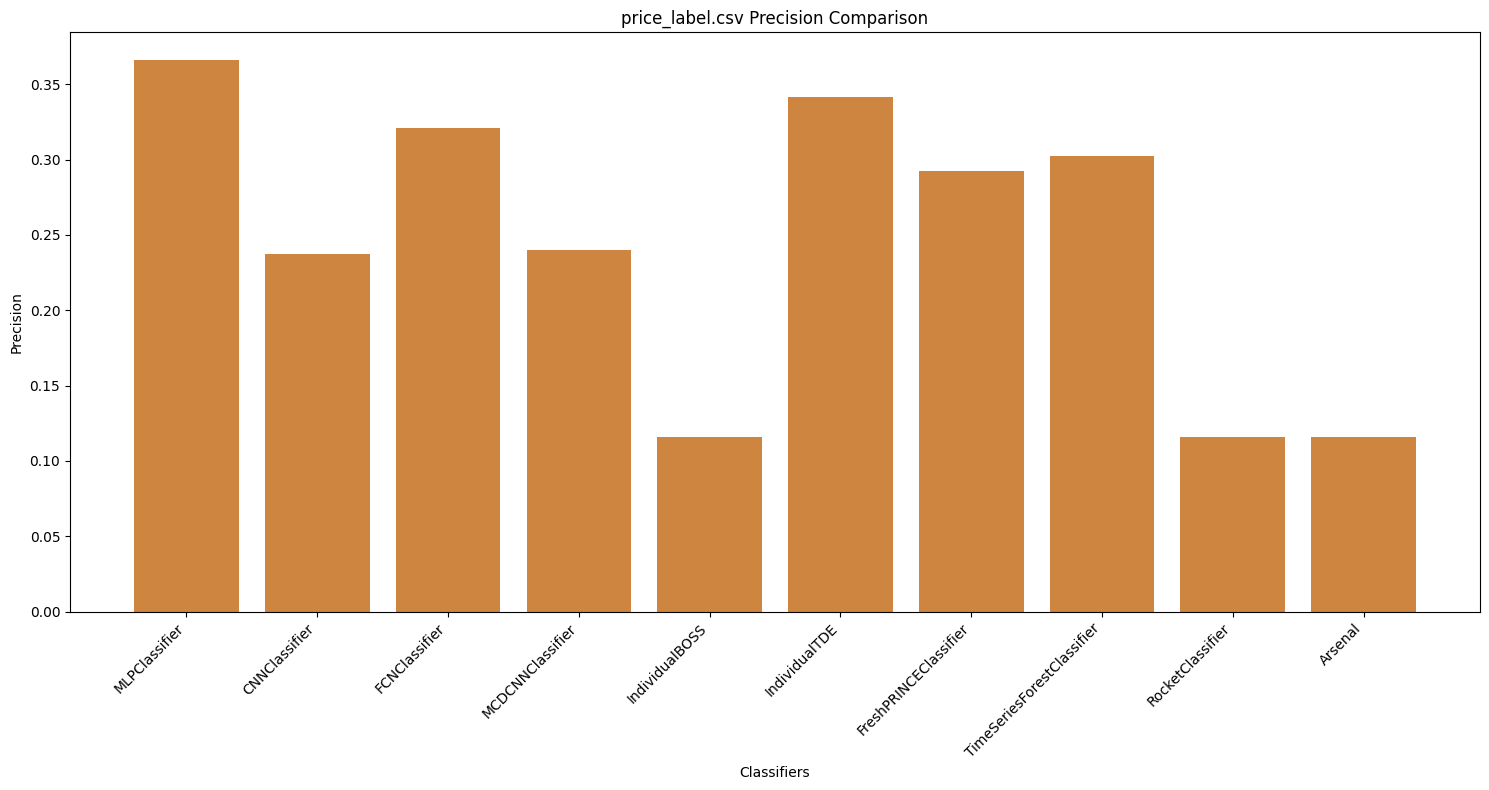 price_label.csv Precision Comparison
Precision
0.35
0.30
0.25
0.20
0.15
0.10
0.05
0.00
MLPClassifier
CNNClassifier
FCNClassifier
MCDCNNClassifier
IndividualBOSS
IndividualTDE
FreshPRINCEClassifier
TimeSeriesForestClassifier
RocketClassifier
Arsenal
Classifiers